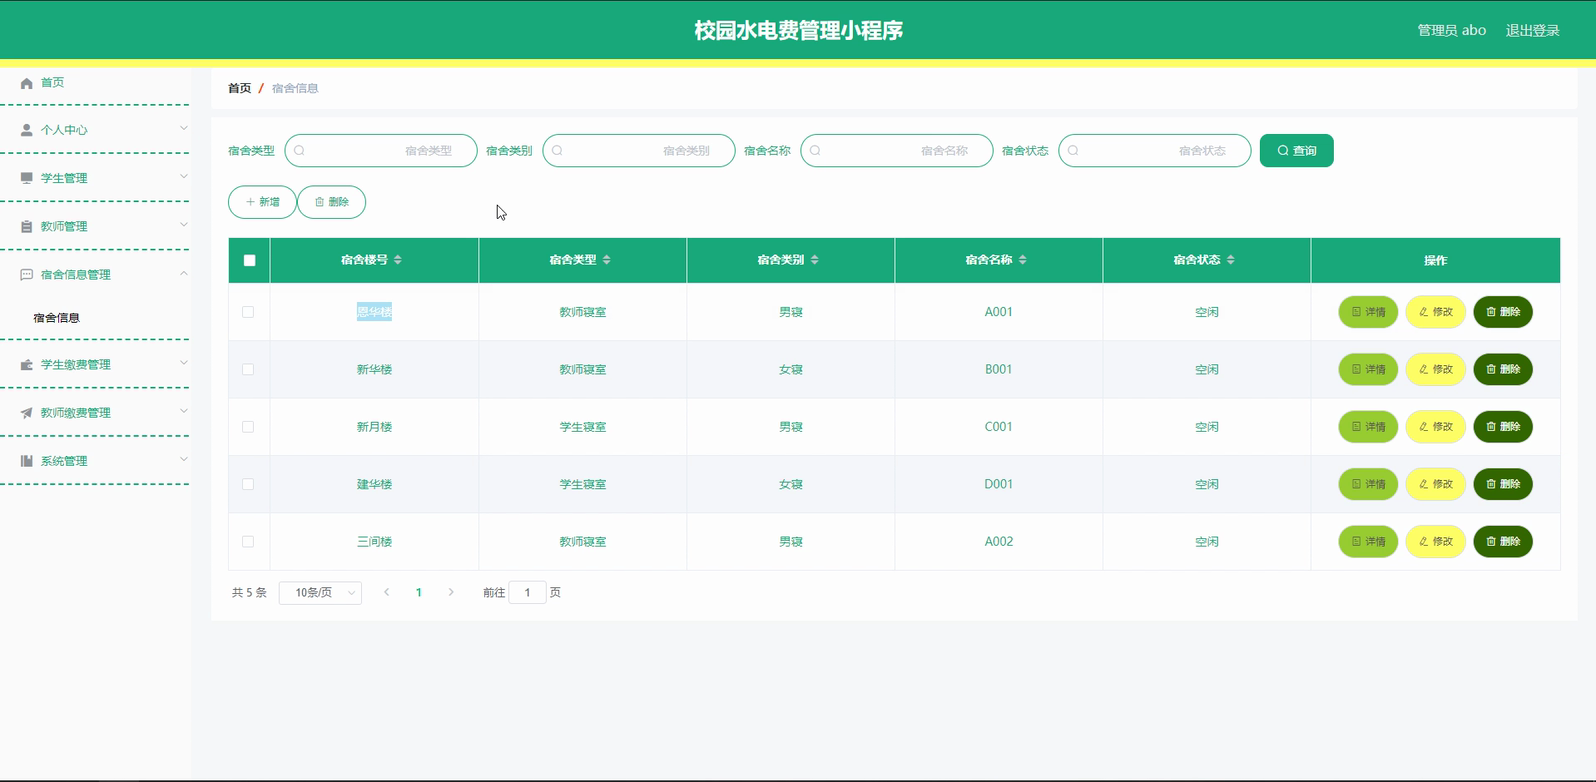 校园水电费管理小程序
管理员 abo 退出登录
首页
个人中心
学生管理
教师管理
宿舍信息管理
宿舍信息
学生缴费管理
教师缴费管理
系统管理
首页 / 宿舍信息
宿舍类型 宿舍类型 宿舍类别 宿舍类别 宿舍名称 宿舍名称 宿舍状态 宿舍状态 查询
新增 删除
宿舍楼号 宿舍类型 宿舍类别 宿舍名称 宿舍状态 操作
恩华楼 教师寝室 男寝 A001 空闲 详情 修改 删除
新华楼 教师寝室 女寝 B001 空闲 详情 修改 删除
新月楼 学生寝室 男寝 C001 空闲 详情 修改 删除
建华楼 学生寝室 女寝 D001 空闲 详情 修改 删除
三间楼 教师寝室 男寝 A002 空闲 详情 修改 删除
共 5 条 10条/页 1 前往 1 页